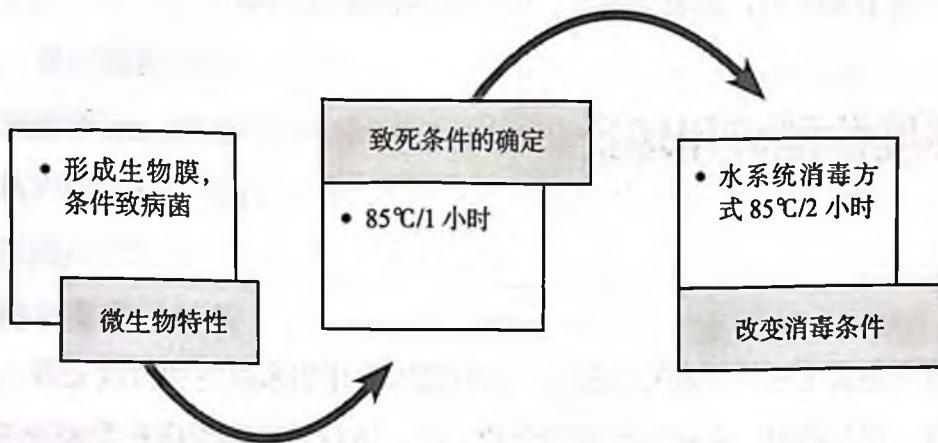 • 形成生物膜，
条件致病菌
微生物特性
致死条件的确定
• 85℃/1 小时
• 水系统消毒方
式 85℃/2 小时
改变消毒条件